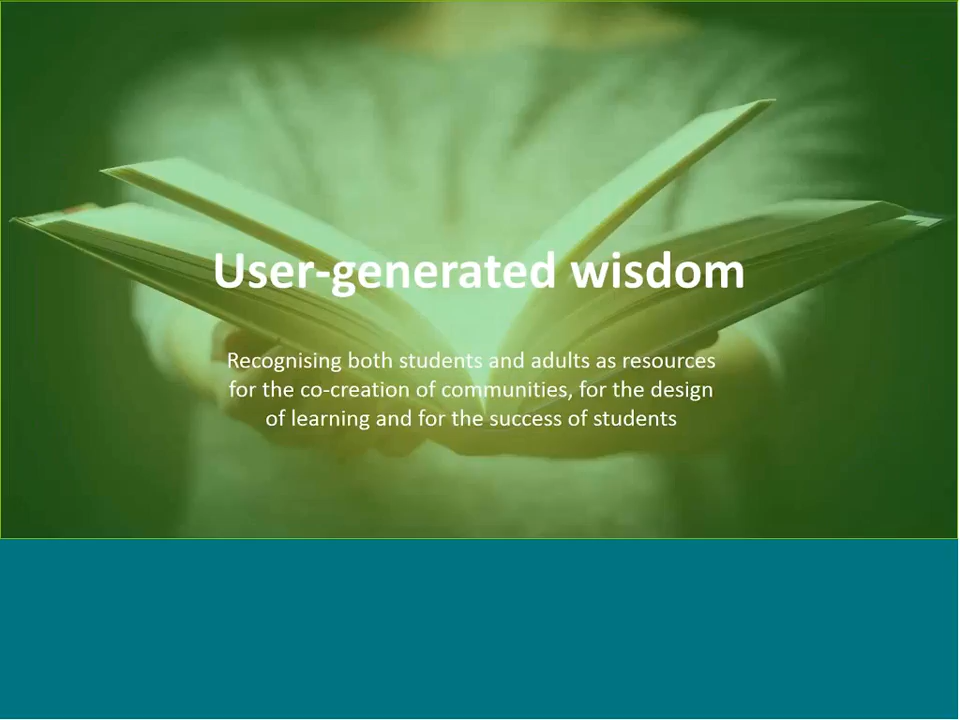 User-generated wisdom
Recognising both students and adults as resources
for the co-creation of communities, for the design
of learning and for the success of students